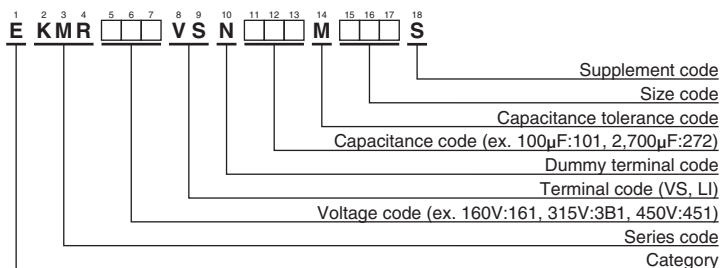 1 2 3 4 5 6 7 8 9 10 11 12 13 14 15 16 17 18
E KMR VS N M S
Supplement code
Size code
Capacitance tolerance code
Capacitance code (ex. 100μF:101, 2,700μF:272)
Dummy terminal code
Terminal code (VS, LI)
Voltage code (ex. 160V:161, 315V:3B1, 450V:451)
Series code
Category